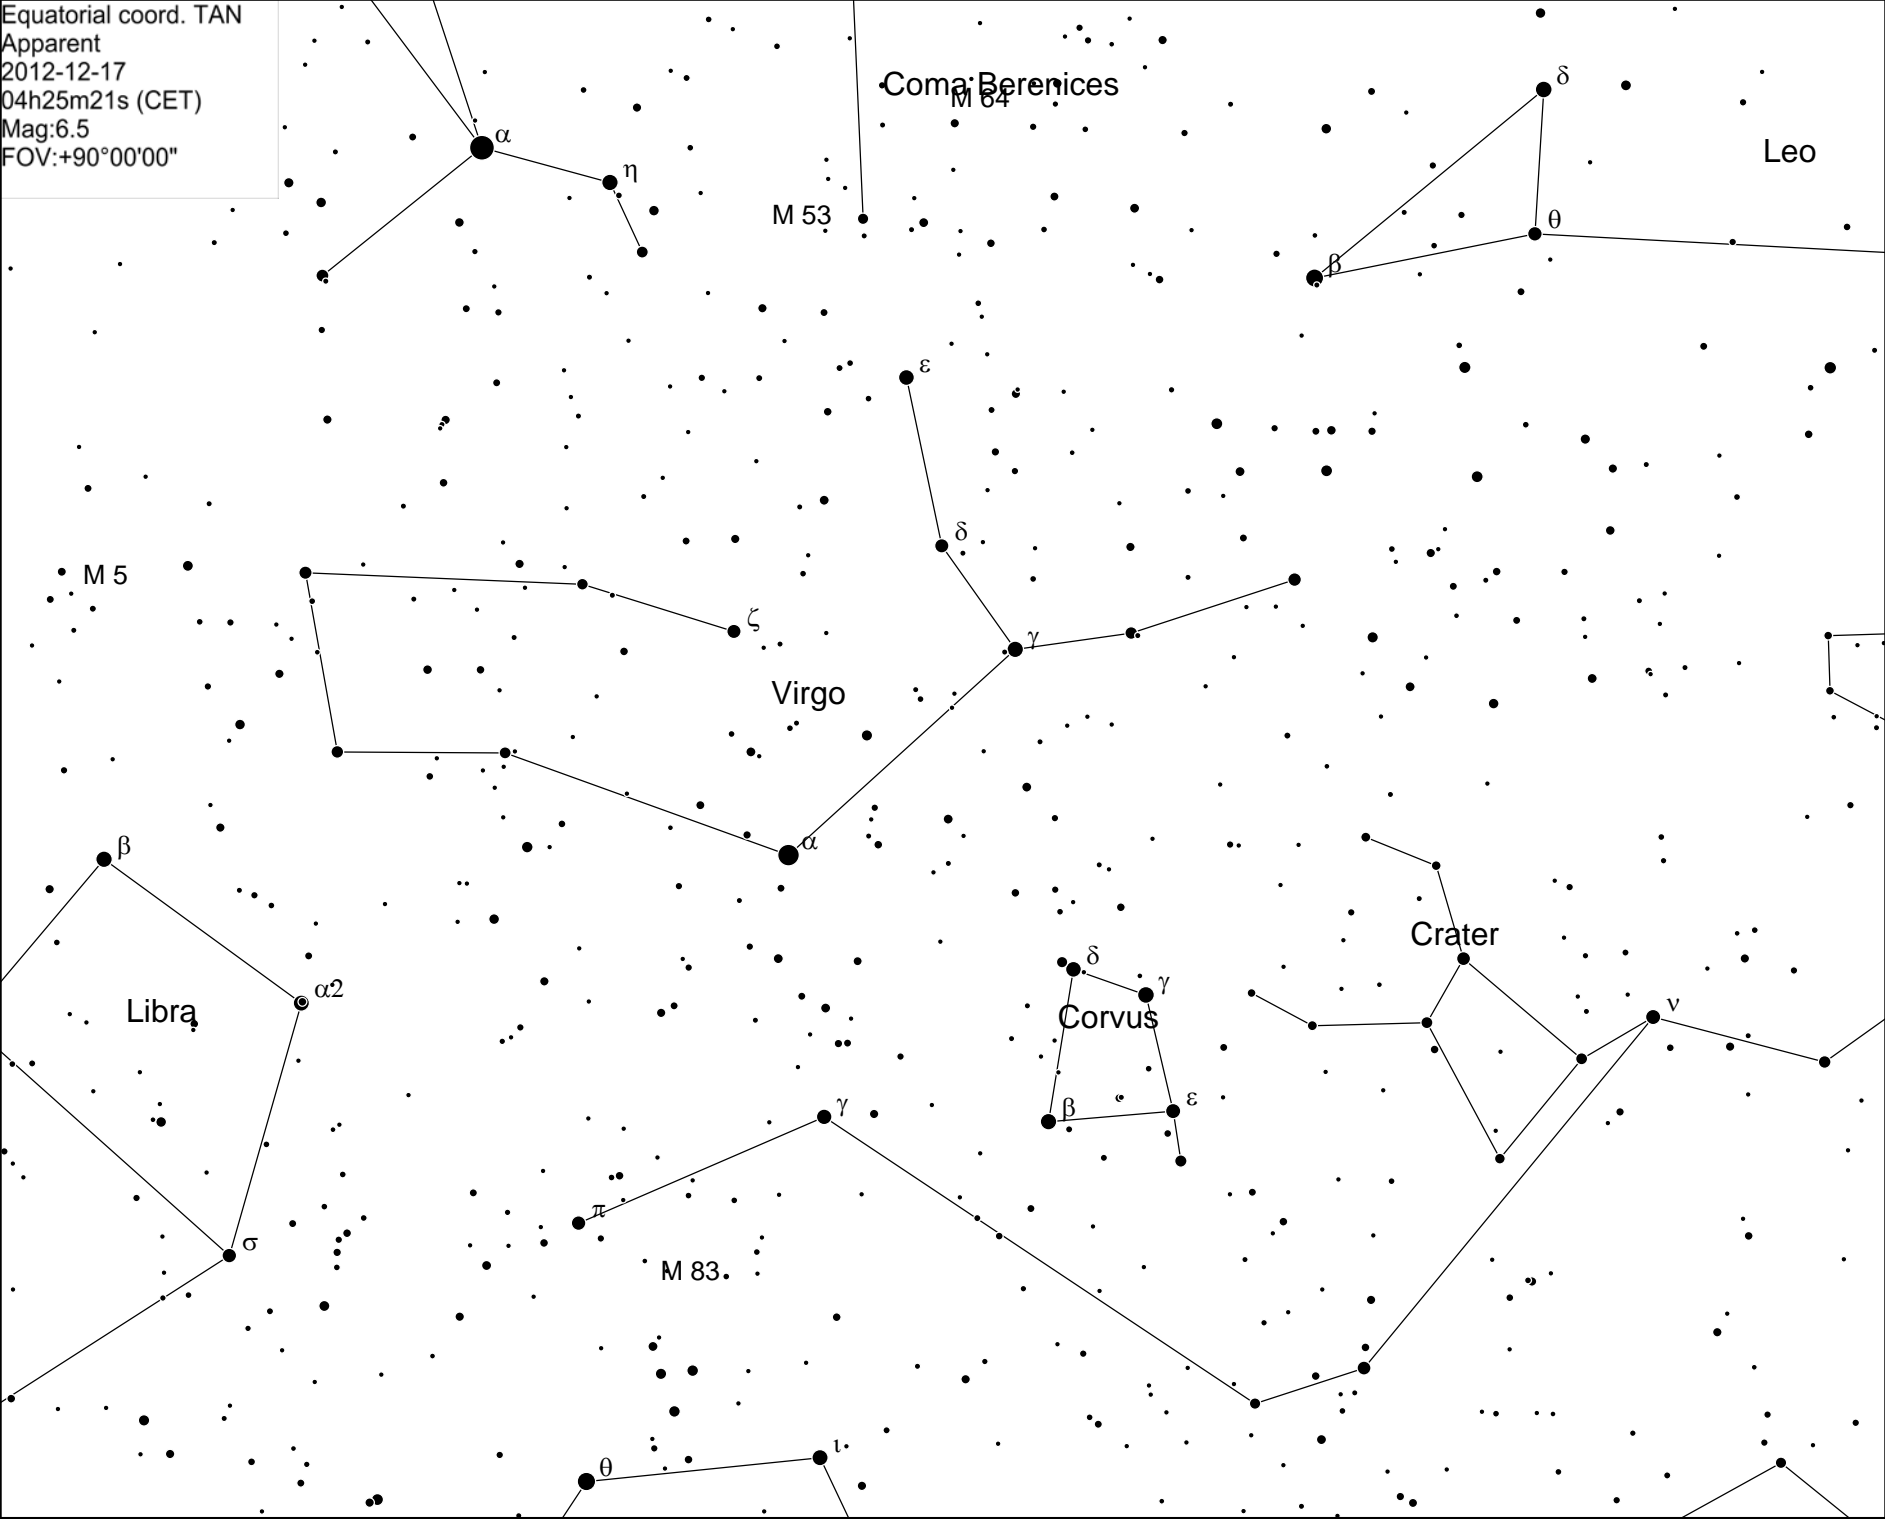 Equatorial coord. TAN
Apparent
2012-12-17
04h25m21s (CET)
Mag:6.5
FOV:+90°00'00"
δ
Coma Berenices
M 64
α
Leo
η
M 53
θ
β
ε
δ
M 5
ζ
γ
Virgo
α
β
Crater
δ
γ
α2
ν
Libra
Corvus
ε
β
γ
π
σ
M 83
ι
θ